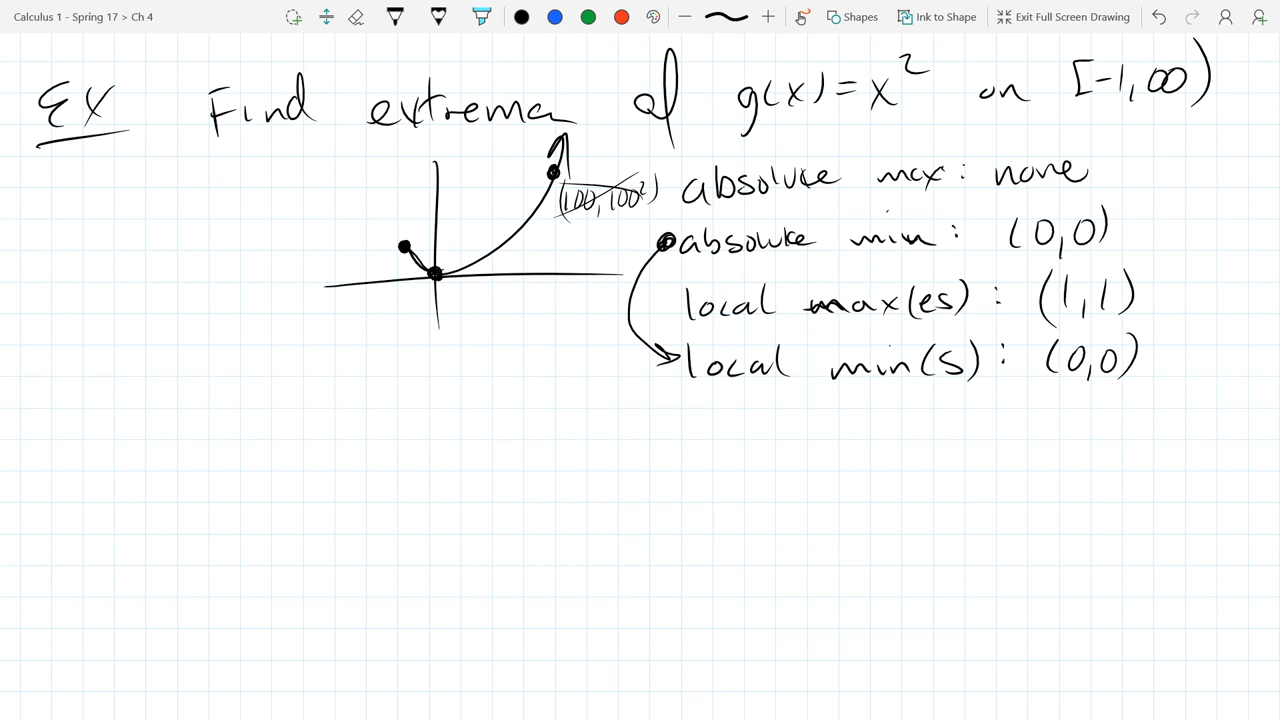 Calculus 1 - Spring 17 > Ch 4
Shapes
Ink to Shape
Exit Full Screen Drawing
EX Find extrema of g(x) = x² on [-1, ∞)
(100, 100²)
absolute max: none
absolute min: (0,0)
local max(es): (1,1)
local min(s): (0,0)